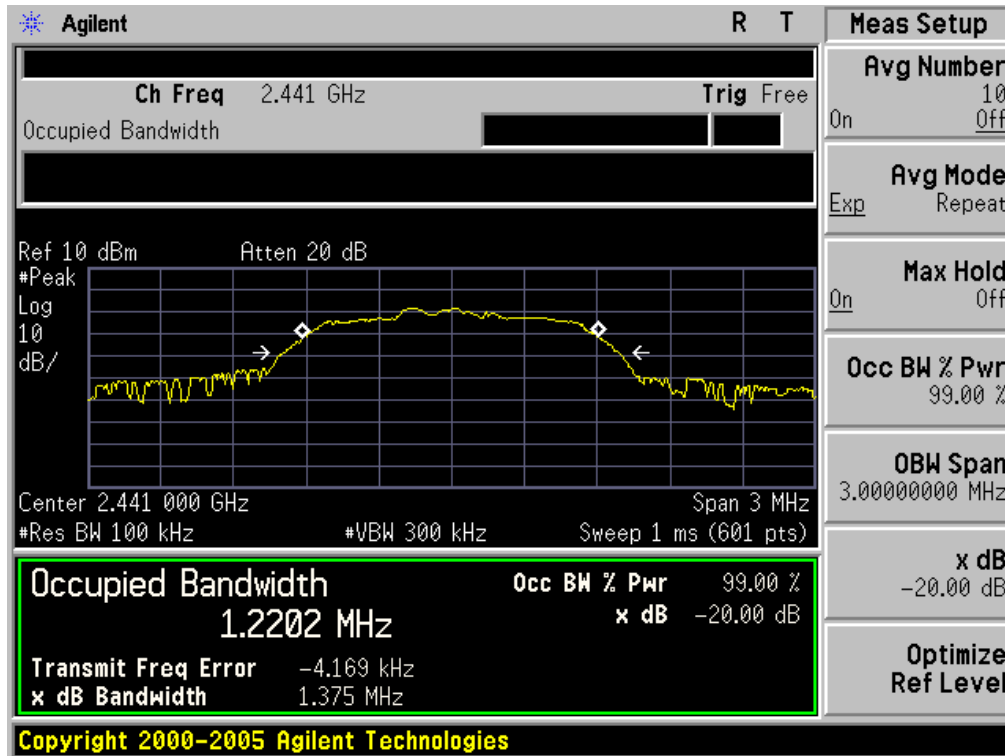 Agilent R T
Ch Freq 2.441 GHz Trig Free
Occupied Bandwidth
Ref 10 dBm Atten 20 dB
#Peak
Log
10
dB/
Center 2.441 000 GHz Span 3 MHz
#Res BW 100 kHz #VBW 300 kHz Sweep 1 ms (601 pts)
Occupied Bandwidth Occ BW % Pwr 99.00 %
1.2202 MHz x dB -20.00 dB
Transmit Freq Error -4.169 kHz
x dB Bandwidth 1.375 MHz
Copyright 2000-2005 Agilent Technologies
Meas Setup
Avg Number
10
On Off
Avg Mode
Exp Repeat
Max Hold
On Off
Occ BW % Pwr
99.00 %
OBW Span
3.00000000 MHz
x dB
-20.00 dB
Optimize
Ref Level